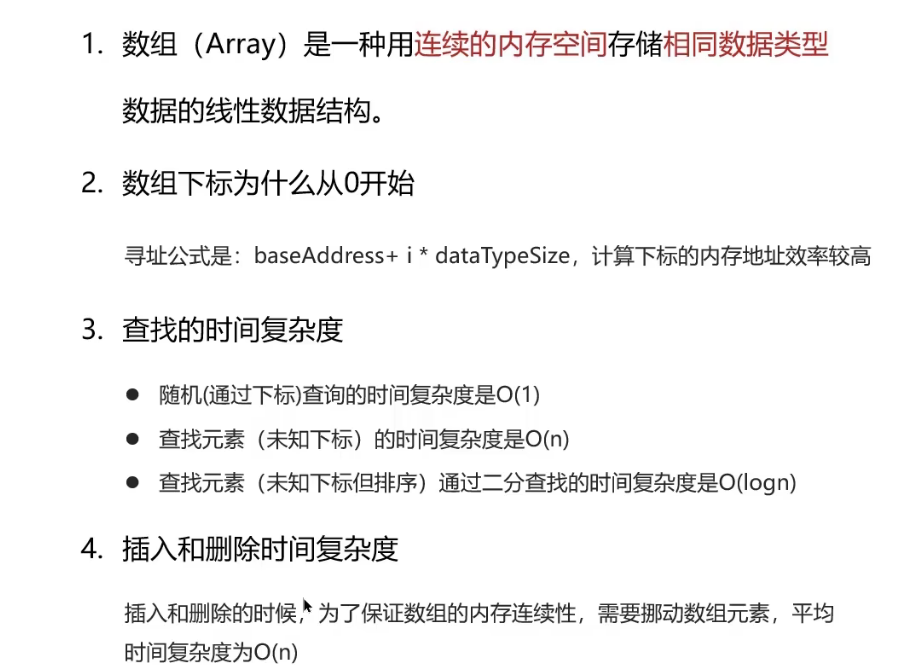 1. 数组（Array）是一种用连续的内存空间存储相同数据类型
数据的线性数据结构。
2. 数组下标为什么从0开始
寻址公式是：baseAddress+ i * dataTypeSize，计算下标的内存地址效率较高
3. 查找的时间复杂度
● 随机(通过下标)查询的时间复杂度是O(1)
● 查找元素（未知下标）的时间复杂度是O(n)
● 查找元素（未知下标但排序）通过二分查找的时间复杂度是O(logn)
4. 插入和删除时间复杂度
插入和删除的时候，为了保证数组的内存连续性，需要挪动数组元素，平均
时间复杂度为O(n)